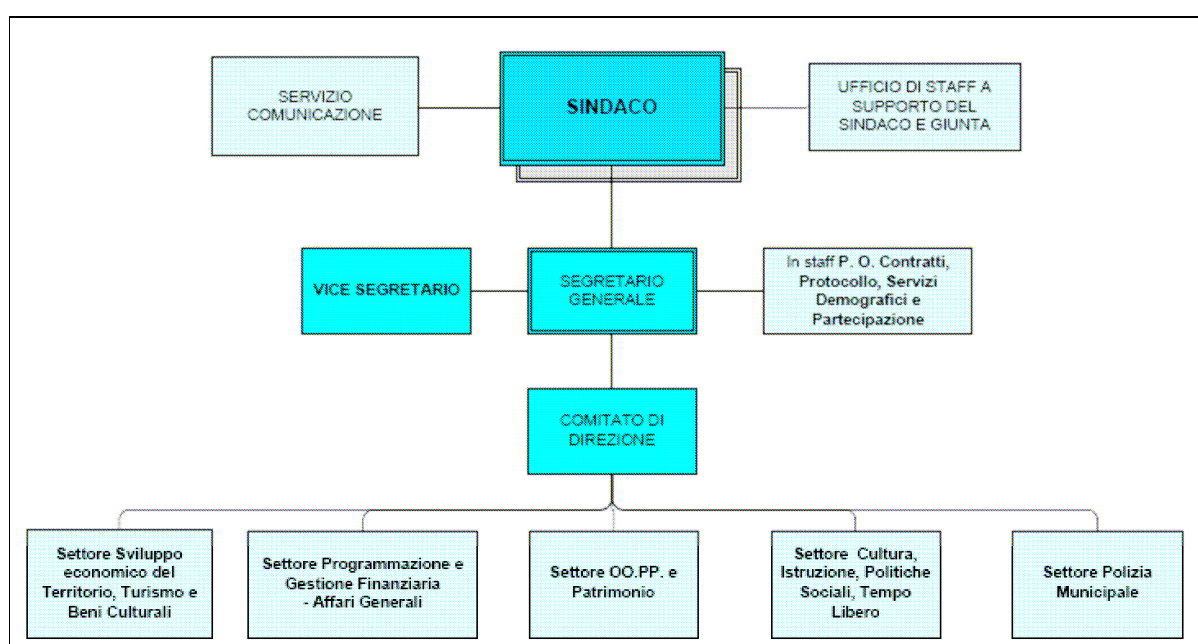 SERVIZIO
COMUNICAZIONE
SINDACO
UFFICIO DI STAFF A
SUPPORTO DEL
SINDACO E GIUNTA
VICE SEGRETARIO
SEGRETARIO
GENERALE
In staff P. O. Contratti,
Protocollo, Servizi
Demografici e
Partecipazione
COMITATO DI
DIREZIONE
Settore Sviluppo
economico del
Territorio, Turismo e
Beni Culturali
Settore Programmazione e
Gestione Finanziaria
- Affari Generali
Settore OO.PP. e
Patrimonio
Settore Cultura,
Istruzione, Politiche
Sociali, Tempo
Libero
Settore Polizia
Municipale